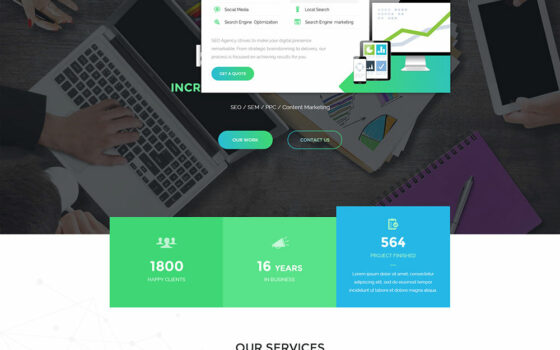 Social Media
Local Search
Search Engine Optimization
Search Engine marketing
SEO Agency strives to make your digital presence
remarkable. From strategic brainstorming to delivery, our
process is focused on achieving results for you.
GET A QUOTE
INCR
SEO / SEM / PPC / Content Marketing
OUR WORK
CONTACT US
1800
HAPPY CLIENTS
16 YEARS
IN BUSINESS
564
PROJECT FINISHED
Lorem ipsum dolor sit amet, consectetur
adipiscing elit, sed do eiusmod tempor
ut labore et dolore magna aliqua.
OUR SERVICES